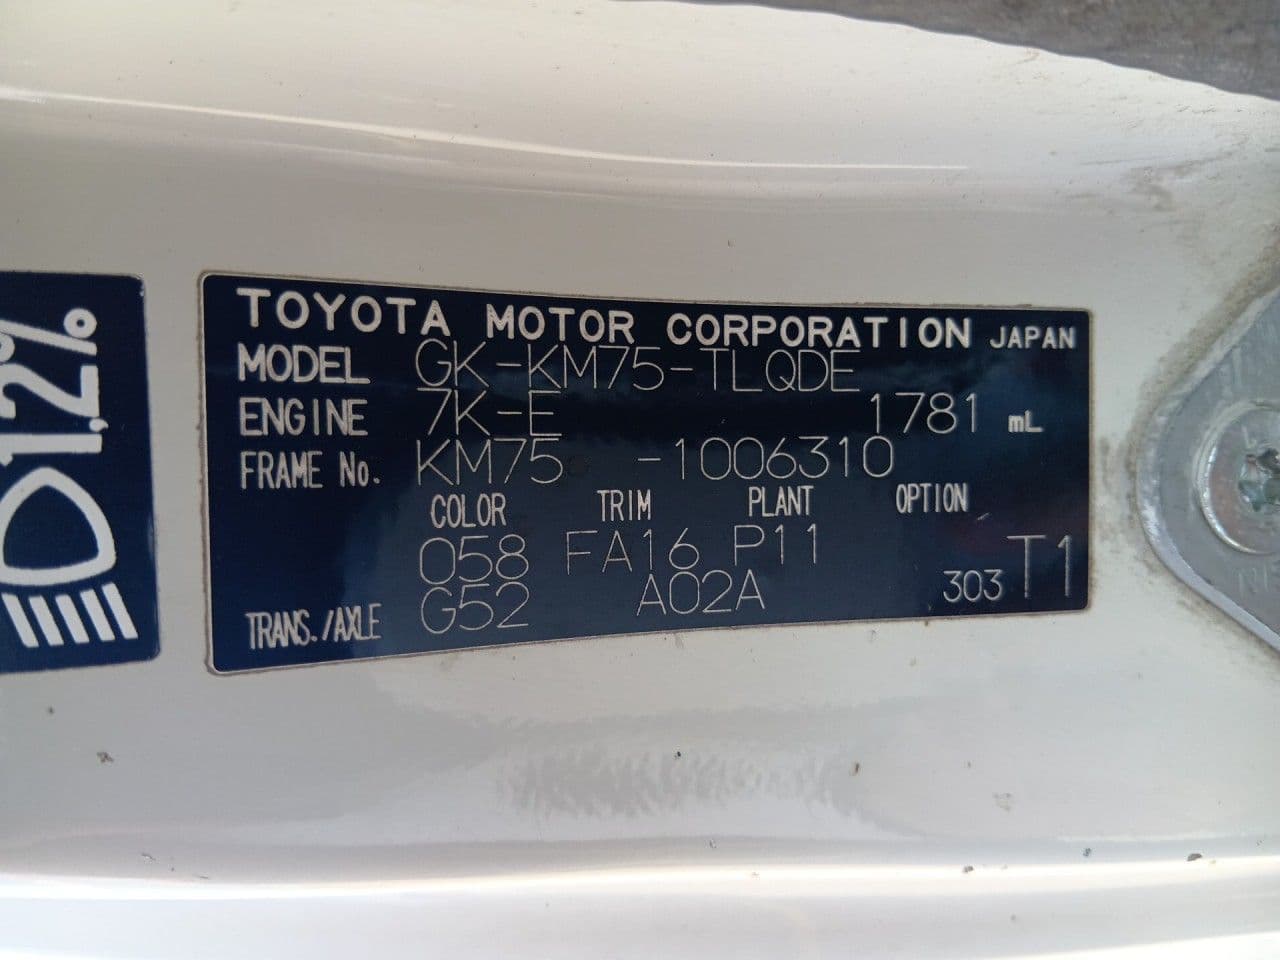 TOYOTA MOTOR CORPORATION JAPAN
MODEL GK-KM75-TLQDE
ENGINE 7K-E 1781 mL
FRAME No. KM75 -1006310
COLOR TRIM PLANT OPTION
058 FA16 P11
TRANS./AXLE G52 A02A 303 T1
1,2%